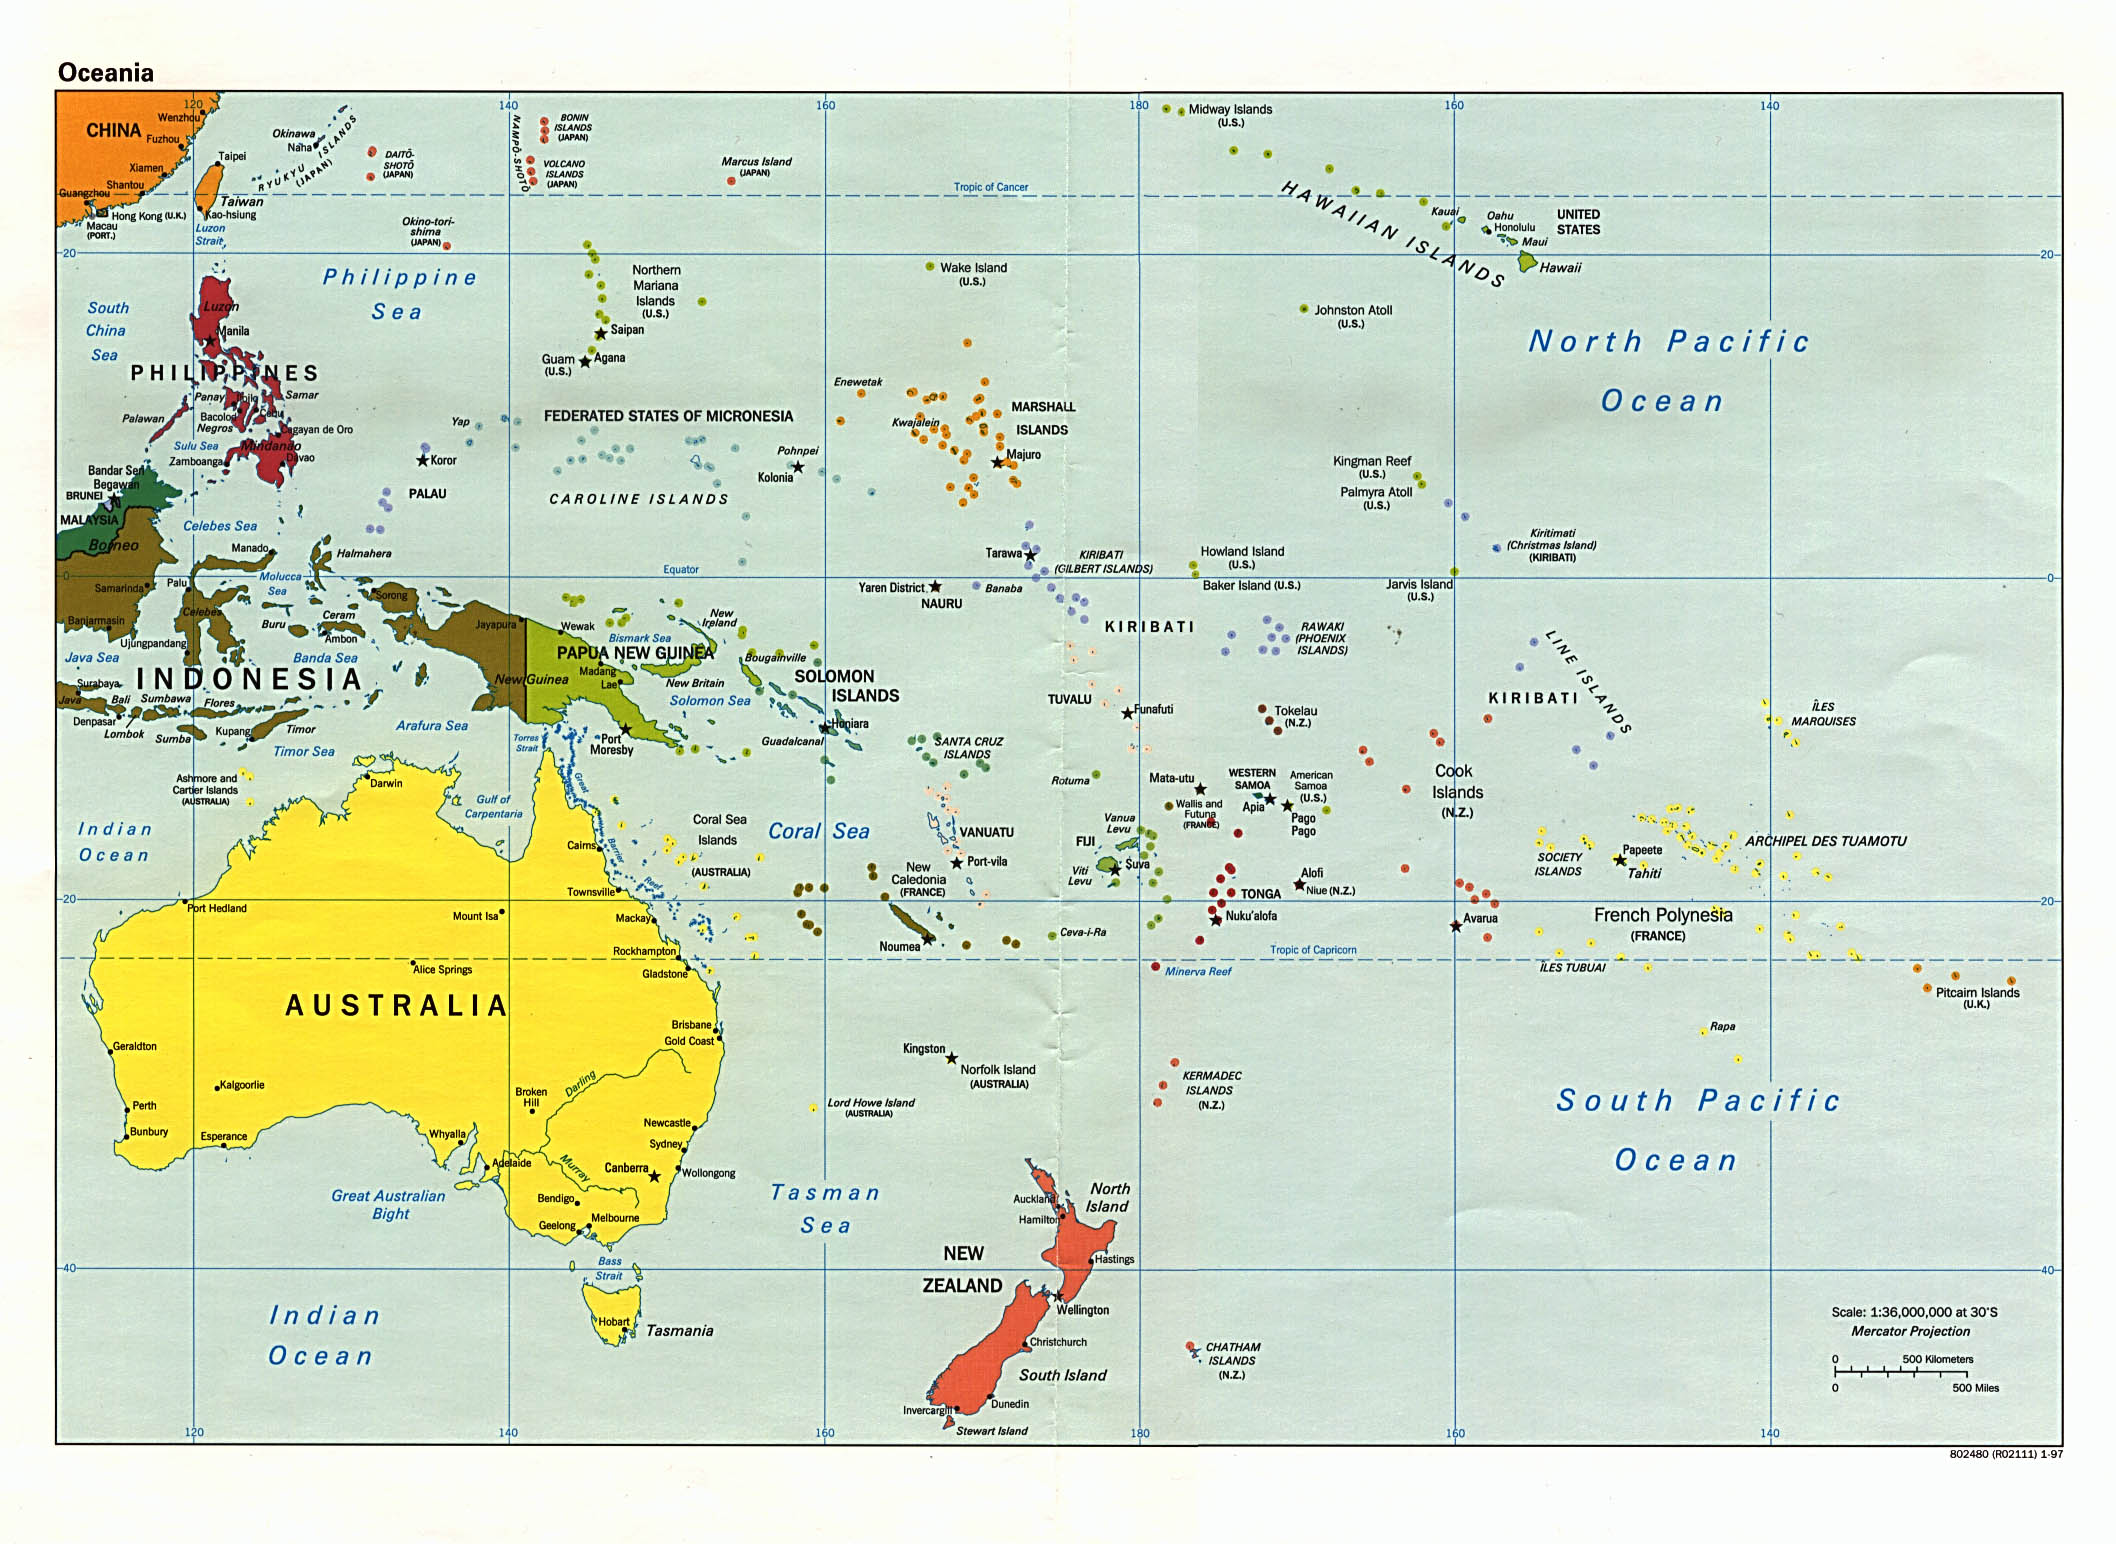 Oceania
120
140
160
180
160
140
CHINA
Wenzhou
Fuzhou
Xiamen
Shantou
Guangzhou
Hong Kong (U.K.)
Macau
(PORT.)
Taipei
Taiwan
Kao-hsiung
Luzon
Strait
Okinawa
Naha
RYUKYU ISLANDS
(JAPAN)
DAITŌ-
SHOTŌ
(JAPAN)
NAMPŌ-SHOTŌ
BONIN
ISLANDS
(JAPAN)
VOLCANO
ISLANDS
(JAPAN)
Marcus Island
(JAPAN)
Okino-tori-
shima
(JAPAN)
Tropic of Cancer
Midway Islands
(U.S.)
HAWAIIAN ISLANDS
Kauai
Oahu
Honolulu
Maui
Hawaii
UNITED
STATES
20
20
Philippine
Sea
South
China
Sea
Luzon
Manila
PHILIPPINES
Panay
Iloilo
Samar
Bacolod
Cebu
Negros
Palawan
Cagayan de Oro
Sulu Sea
Mindanao
Zamboanga
Davao
Northern
Mariana
Islands
(U.S.)
Saipan
Guam
(U.S.)
Agana
Wake Island
(U.S.)
Johnston Atoll
(U.S.)
North Pacific
Ocean
Enewetak
Kwajalein
MARSHALL
ISLANDS
Majuro
FEDERATED STATES OF MICRONESIA
Yap
Koror
PALAU
Pohnpei
Kolonia
CAROLINE ISLANDS
Kingman Reef
(U.S.)
Palmyra Atoll
(U.S.)
Bandar Seri
Begawan
BRUNEI
MALAYSIA
Borneo
Celebes Sea
Manado
Halmahera
Samarinda
Palu
Molucca
Sea
Sorong
Celebes
Banjarmasin
Buru
Ceram
Ambon
Ujungpandang
Java Sea
Banda Sea
INDONESIA
Surabaya
Java
Bali
Sumbawa
Flores
Denpasar
Lombok
Sumba
Kupang
Timor
Timor Sea
Arafura Sea
Jayapura
Equator
0
0
Tarawa
KIRIBATI
(GILBERT ISLANDS)
Yaren District
NAURU
Banaba
Howland Island
(U.S.)
Baker Island (U.S.)
Jarvis Island
(U.S.)
Kiritimati
(Christmas Island)
(KIRIBATI)
KIRIBATI
RAWAKI
(PHOENIX
ISLANDS)
LINE ISLANDS
KIRIBATI
Wewak
Bismark Sea
New
Ireland
PAPUA NEW GUINEA
Bougainville
Madang
New Guinea
Lae
New Britain
Solomon Sea
SOLOMON
ISLANDS
Honiara
Guadalcanal
Port
Moresby
Torres
Strait
SANTA CRUZ
ISLANDS
TUVALU
Funafuti
Tokelau
(N.Z.)
Rotuma
Mata-utu
Wallis and
Futuna
(FRANCE)
WESTERN
SAMOA
Apia
American
Samoa
(U.S.)
Pago
Pago
Cook
Islands
(N.Z.)
ÎLES
MARQUISES
Ashmore and
Cartier Islands
(AUSTRALIA)
Darwin
Gulf of
Carpentaria
Great
Barrier
Reef
Coral Sea
Islands
(AUSTRALIA)
Coral Sea
VANUATU
Port-vila
New
Caledonia
(FRANCE)
Noumea
FIJI
Vanua
Levu
Viti
Levu
Suva
Ceva-i-Ra
TONGA
Nuku'alofa
Alofi
Niue (N.Z.)
Avarua
SOCIETY
ISLANDS
Papeete
Tahiti
ARCHIPEL DES TUAMOTU
French Polynesia
(FRANCE)
ÎLES TUBUAI
Indian
Ocean
Cairns
Townsville
Port Hedland
Mount Isa
Mackay
20
20
Rockhampton
Gladstone
Alice Springs
AUSTRALIA
Tropic of Capricorn
Minerva Reef
Pitcairn Islands
(U.K.)
Rapa
Brisbane
Gold Coast
Geraldton
Kalgoorlie
Perth
Bunbury
Esperance
Whyalla
Adelaide
Broken
Hill
Darling
Murray
Newcastle
Sydney
Wollongong
Canberra
Bendigo
Geelong
Melbourne
Great Australian
Bight
Bass
Strait
Kingston
Norfolk Island
(AUSTRALIA)
Lord Howe Island
(AUSTRALIA)
KERMADEC
ISLANDS
(N.Z.)
South Pacific
Ocean
Tasman
Sea
Auckland
Hamilton
North
Island
Hastings
NEW
ZEALAND
Wellington
Christchurch
South Island
Dunedin
Invercargill
Stewart Island
CHATHAM
ISLANDS
(N.Z.)
40
40
Indian
Ocean
Hobart
Tasmania
Scale: 1:36,000,000 at 30°S
Mercator Projection
0 500 Kilometers
0 500 Miles
120
140
160
180
160
140
802480 (R02111) 1-97